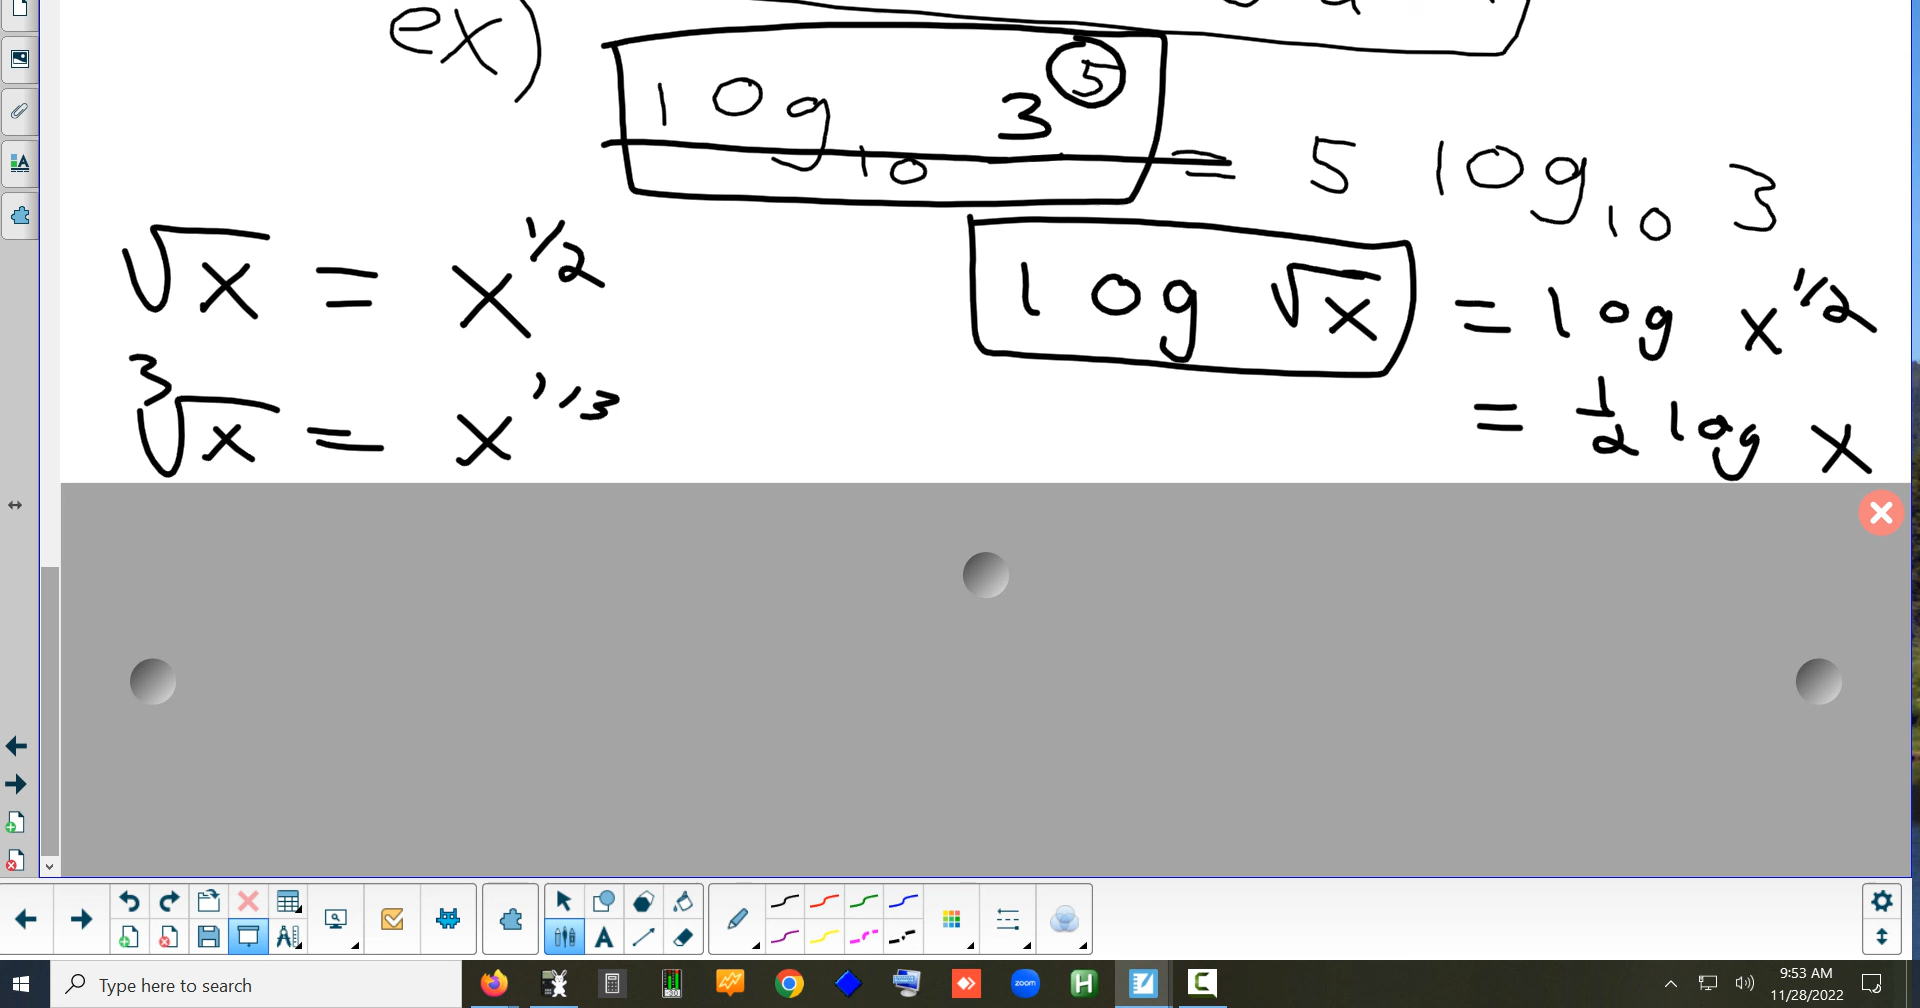 ex)
log₁₀ 3⁵ = 5 log₁₀ 3
√x = x^1/2
log √x = log x^1/2
³√x = x^1/3
= 1/2 log x
A
Type here to search
zoom
H
C
9:53 AM
11/28/2022